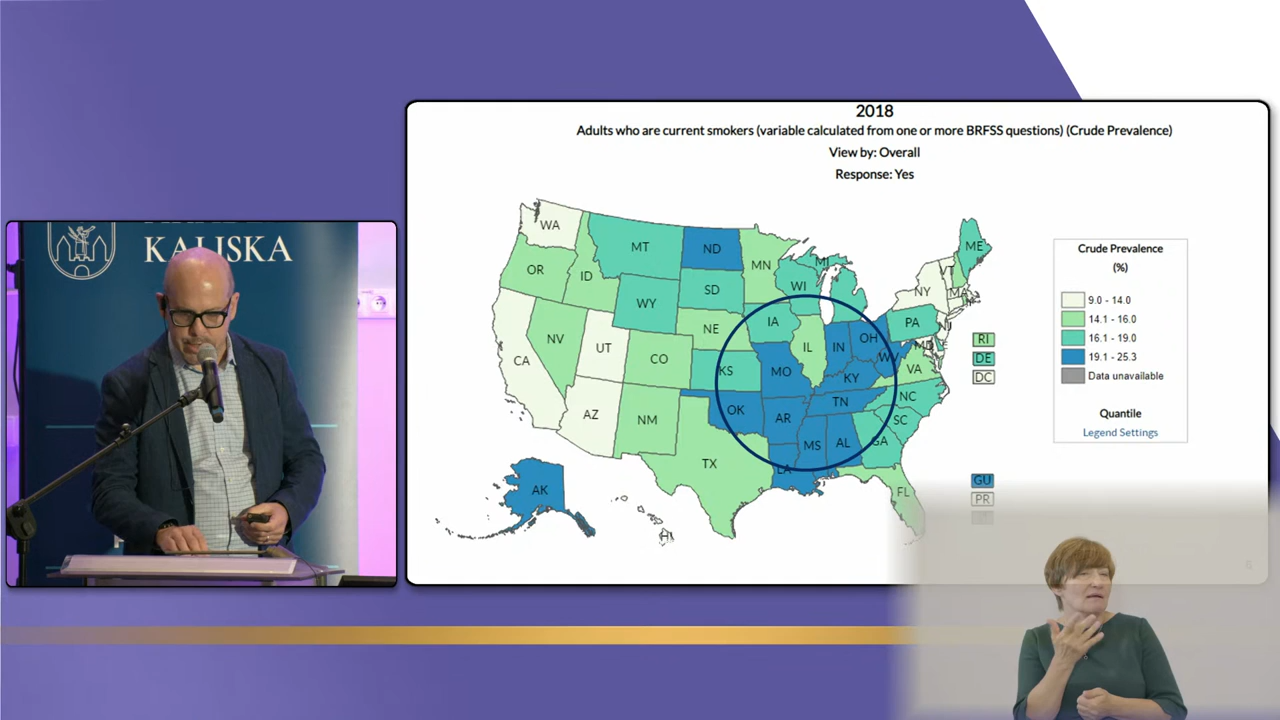 KALISKA
2018
Adults who are current smokers (variable calculated from one or more BRFSS questions) (Crude Prevalence)
View by: Overall
Response: Yes
WA
MT
ND
MN
ME
OR
ID
WY
SD
WI
MI
VT
NY
MA
NV
UT
CO
NE
IA
IL
IN
OH
PA
NJ
MD
WV
VA
CA
AZ
NM
KS
MO
KY
NC
TN
OK
AR
SC
MS
AL
GA
TX
LA
FL
AK
HI
RI
DE
DC
GU
PR
Crude Prevalence
(%)
9.0 - 14.0
14.1 - 16.0
16.1 - 19.0
19.1 - 25.3
Data unavailable
Quantile
Legend Settings